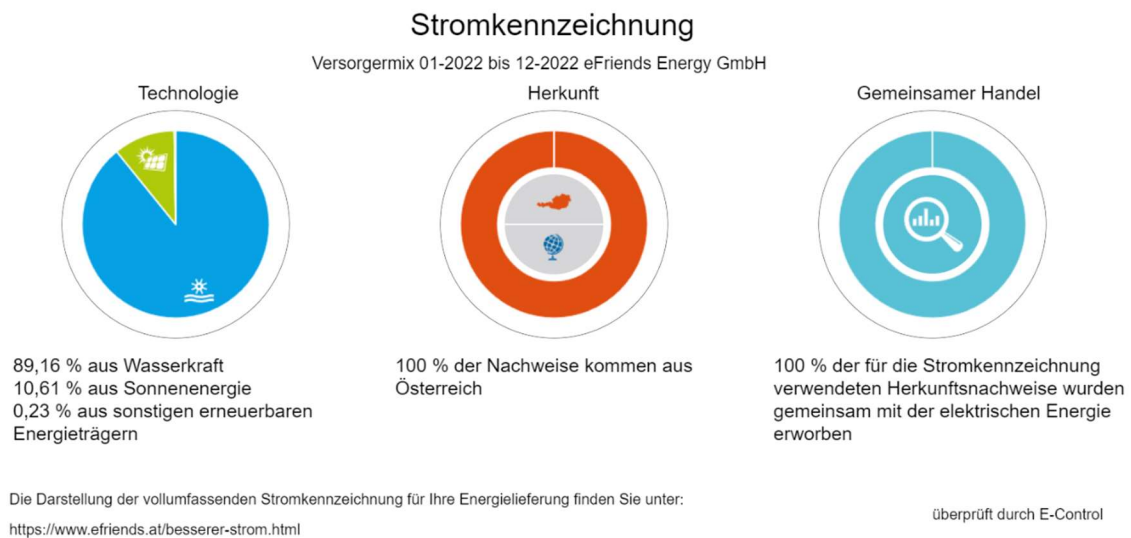 Stromkennzeichnung
Versorgermix 01-2022 bis 12-2022 eFriends Energy GmbH
Technologie
89,16 % aus Wasserkraft
10,61 % aus Sonnenenergie
0,23 % aus sonstigen erneuerbaren
Energieträgern
Herkunft
100 % der Nachweise kommen aus
Österreich
Gemeinsamer Handel
100 % der für die Stromkennzeichnung
verwendeten Herkunftsnachweise wurden
gemeinsam mit der elektrischen Energie
erworben
Die Darstellung der vollumfassenden Stromkennzeichnung für Ihre Energielieferung finden Sie unter:
https://www.efriends.at/besserer-strom.html
überprüft durch E-Control